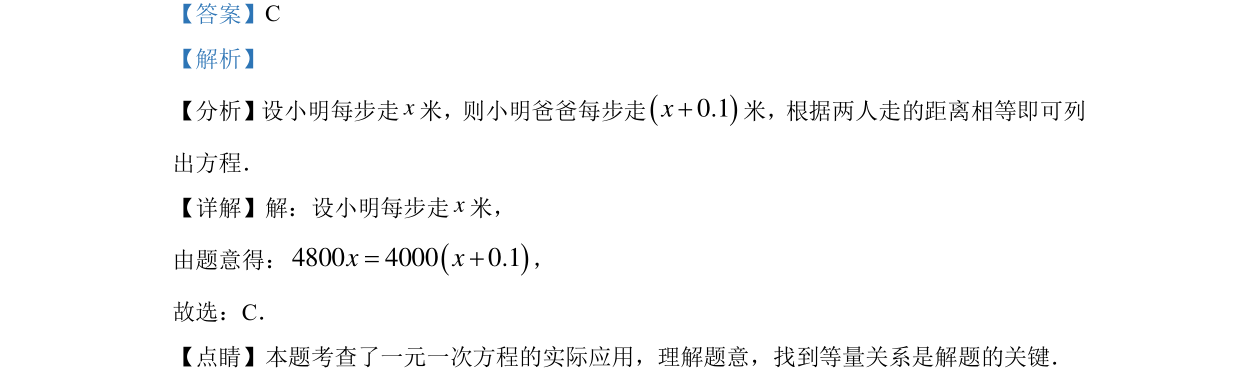 【答案】C
【解析】
【分析】设小明每步走 x 米，则小明爸爸每步走(x+0.1)米，根据两人走的距离相等即可列
出方程．
【详解】解：设小明每步走 x 米，
由题意得：4800x=4000(x+0.1)，
故选：C．
【点睛】本题考查了一元一次方程的实际应用，理解题意，找到等量关系是解题的关键．